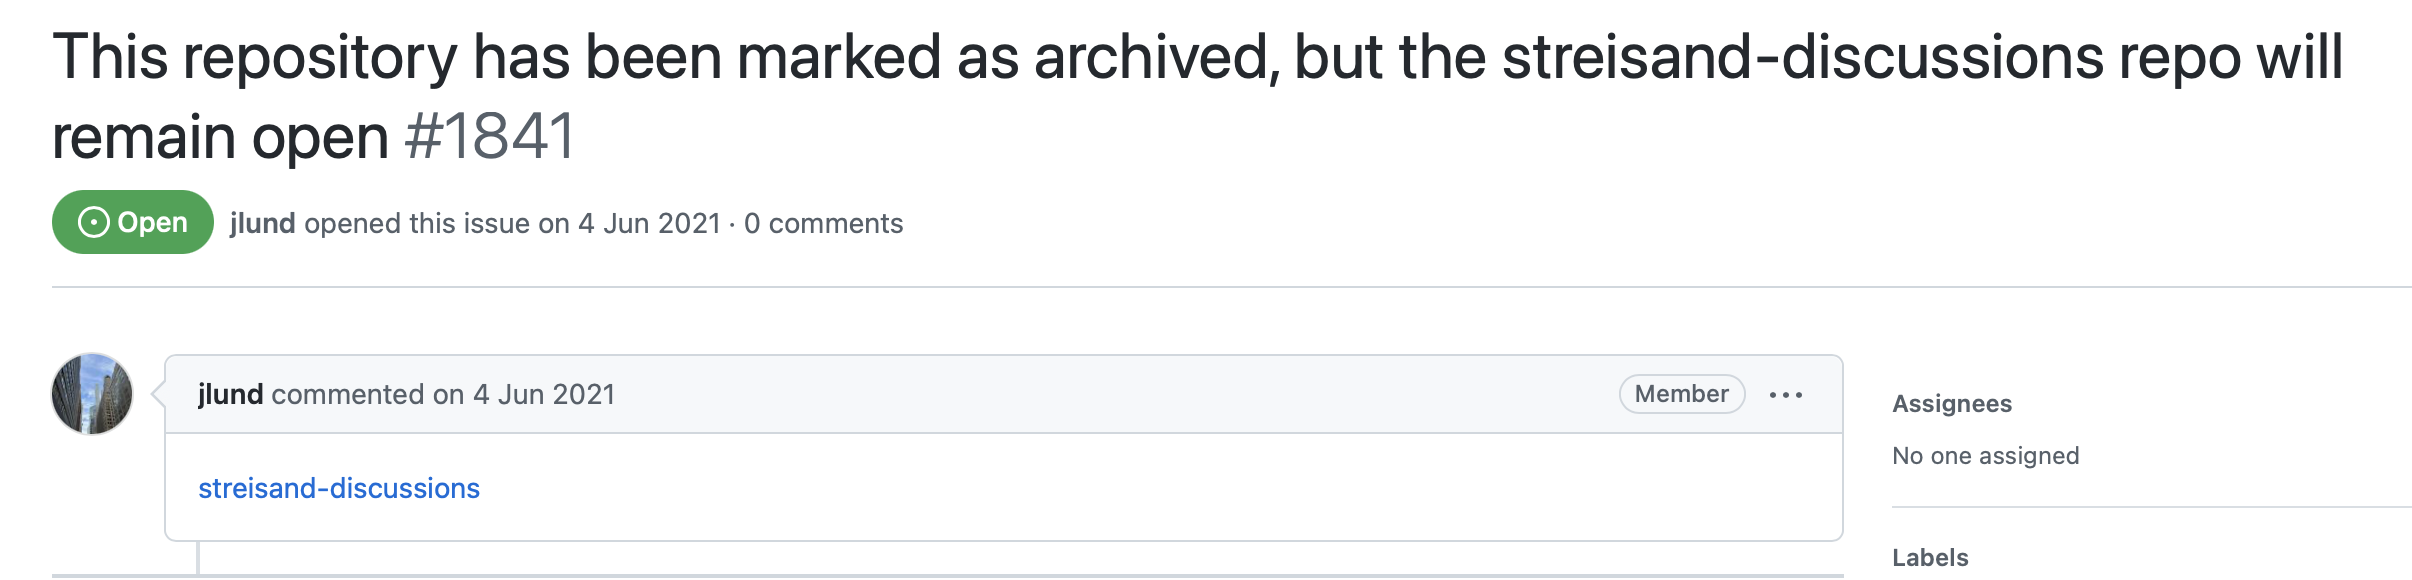 This repository has been marked as archived, but the streisand-discussions repo will
remain open #1841
Open jlund opened this issue on 4 Jun 2021 · 0 comments
jlund commented on 4 Jun 2021 Member
Assignees
No one assigned
streisand-discussions
Labels